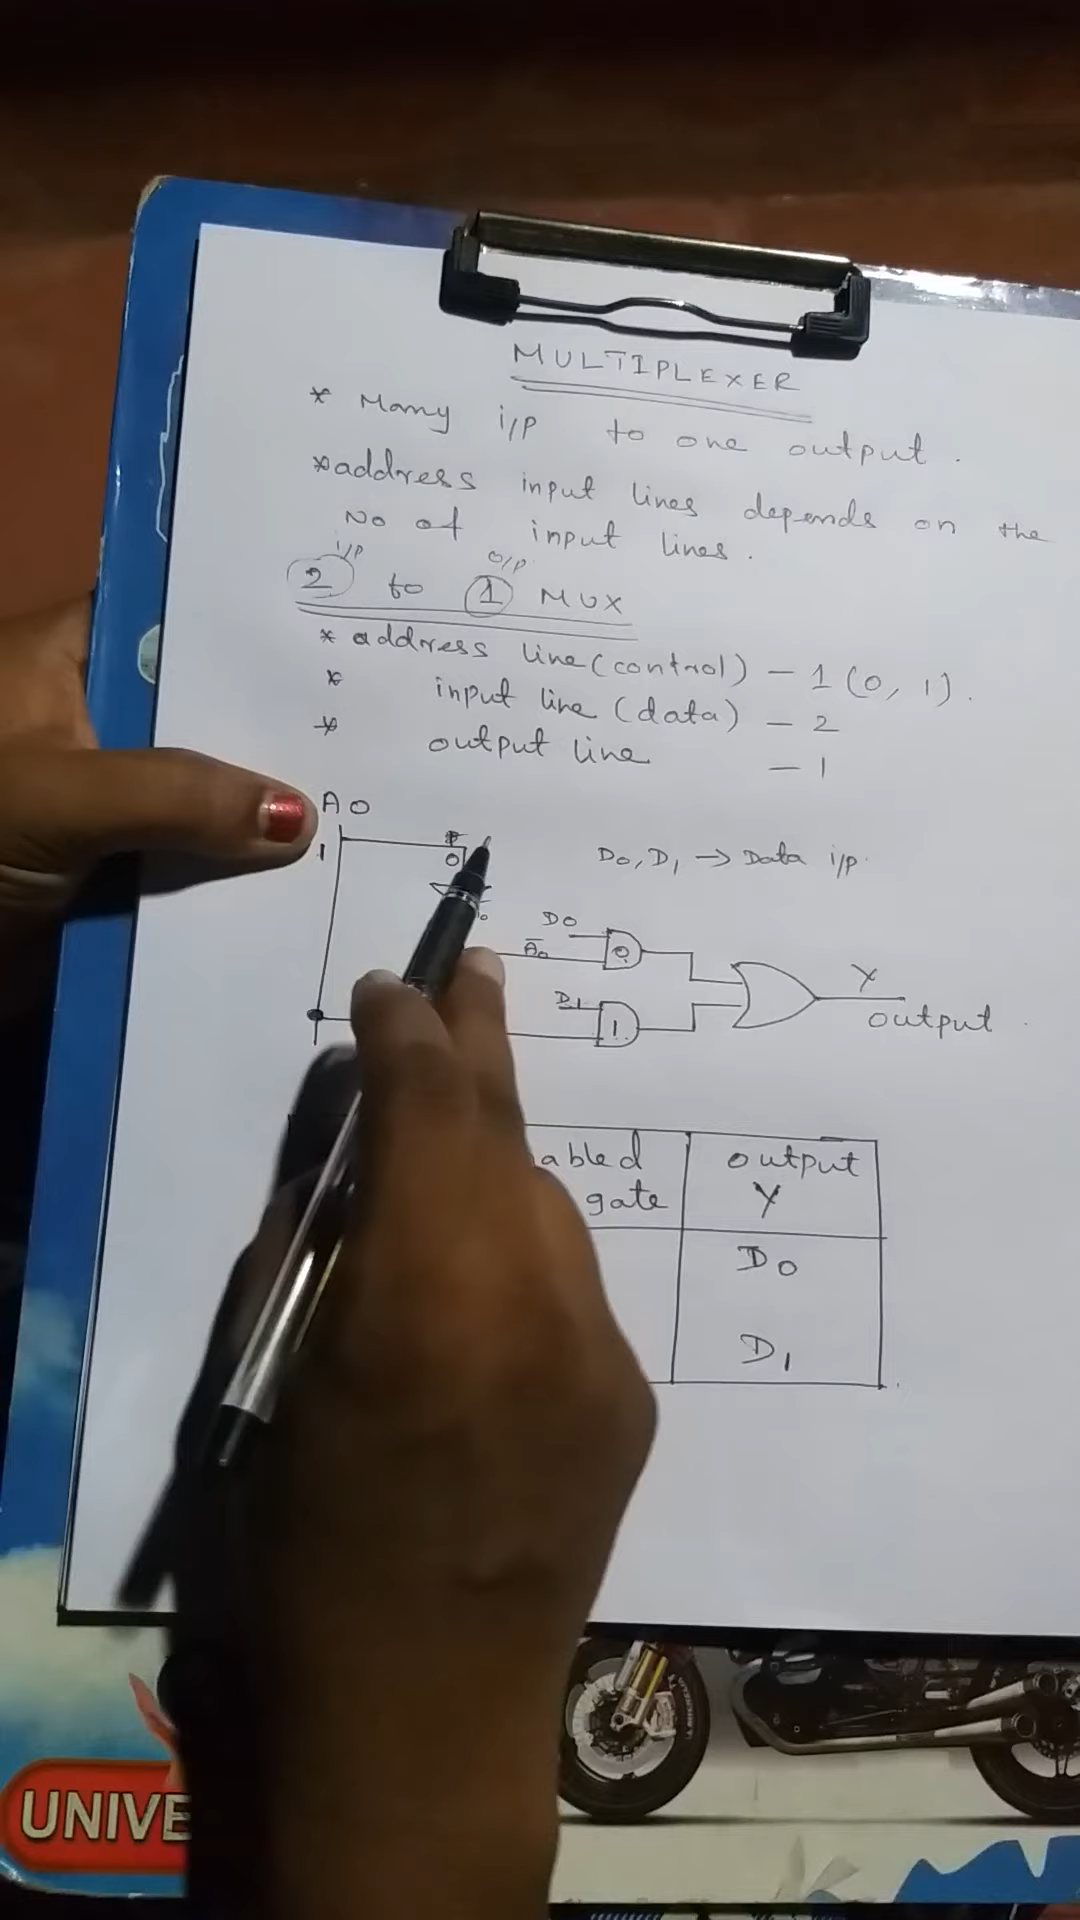 MULTIPLEXER
* Many i/p to one output.
* address input lines depends on the
No of input lines.
i/p o/p
2 to 1 MUX
* address line (control) - 1 (0, 1).
* input line (data) - 2
* output line - 1
A0
1
0
D0, D1 → Data i/p.
D0
A̅0
0
D1
1
Y
output
abled
gate
output
Y
D0
D1
UNIVE